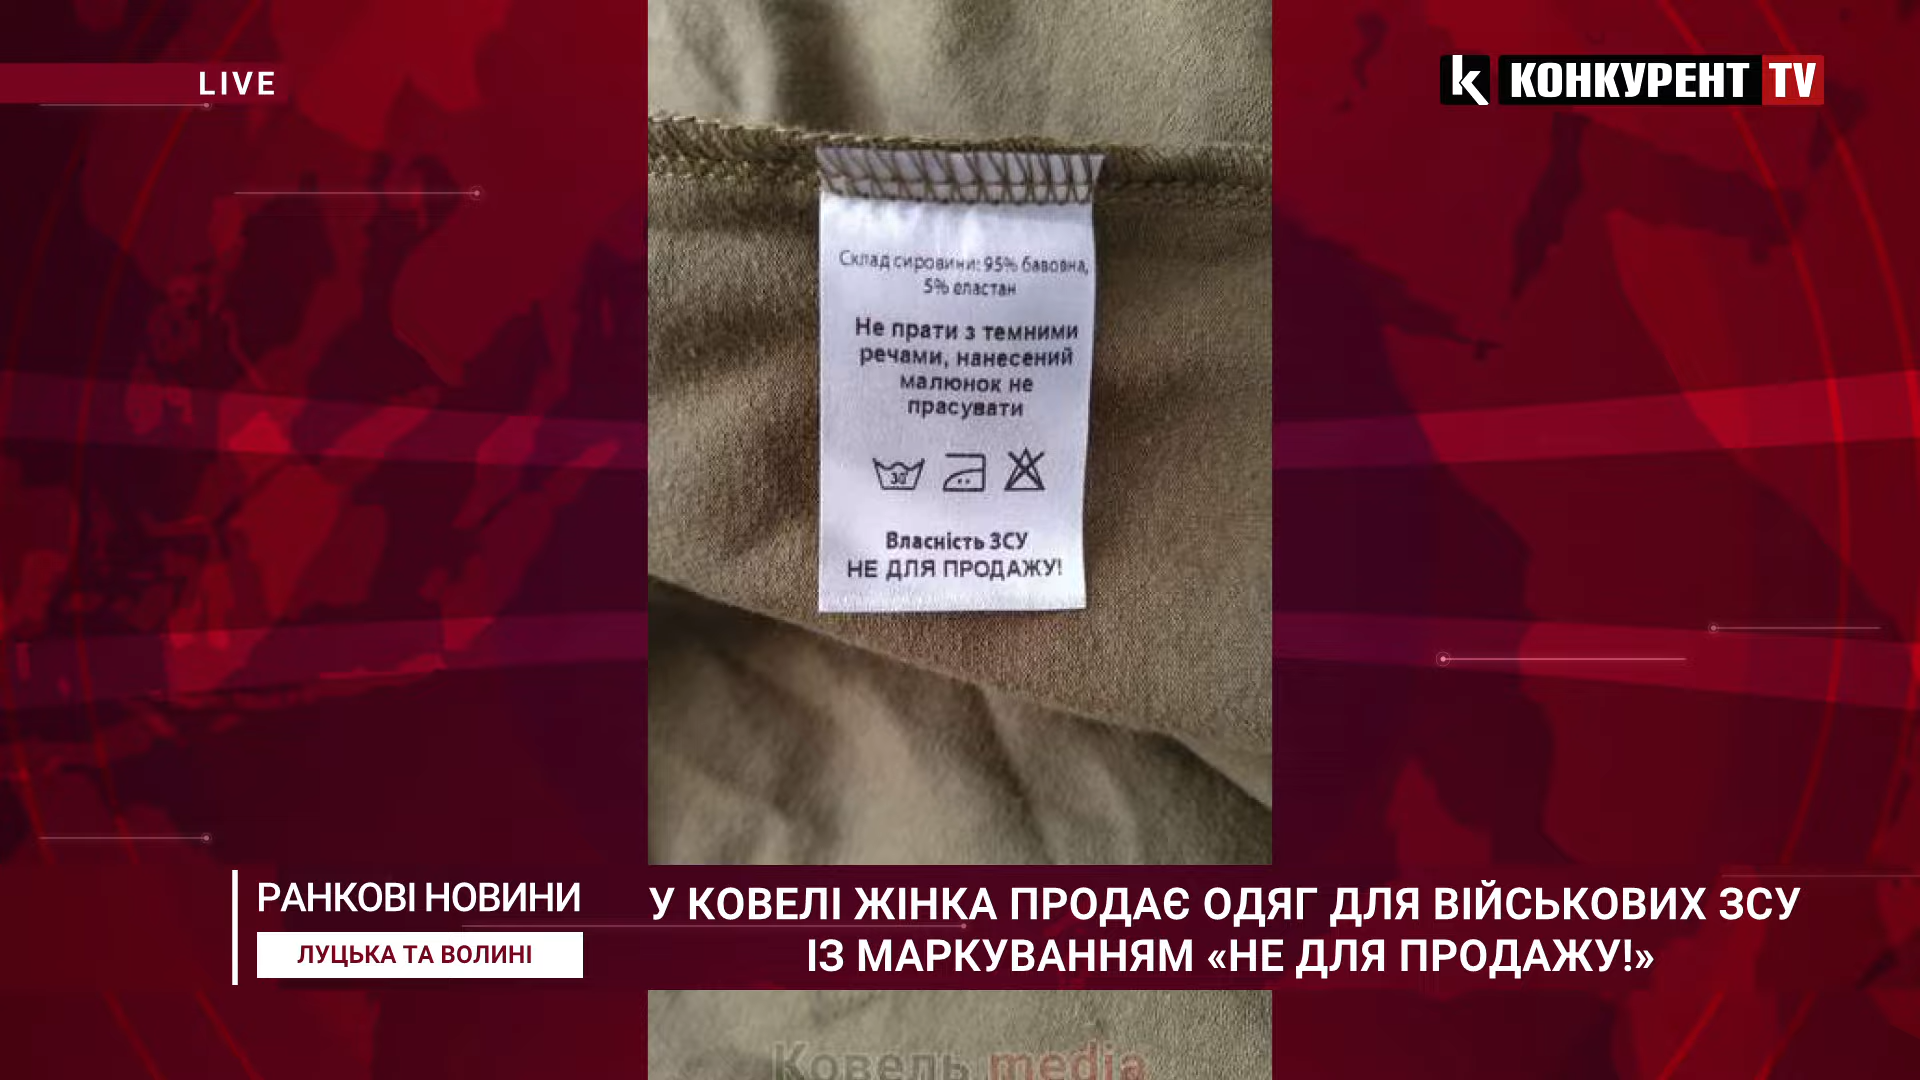 LIVE
k КОНКУРЕНТ TV
Склад сировини: 95% бавовна,
5% еластан
Не прати з темними
речами, нанесений
малюнок не
прасувати
30°
Власність ЗСУ
НЕ ДЛЯ ПРОДАЖУ!
РАНКОВІ НОВИНИ
ЛУЦЬКА ТА ВОЛИНІ
У КОВЕЛІ ЖІНКА ПРОДАЄ ОДЯГ ДЛЯ ВІЙСЬКОВИХ ЗСУ
ІЗ МАРКУВАННЯМ «НЕ ДЛЯ ПРОДАЖУ!»
Ковель media